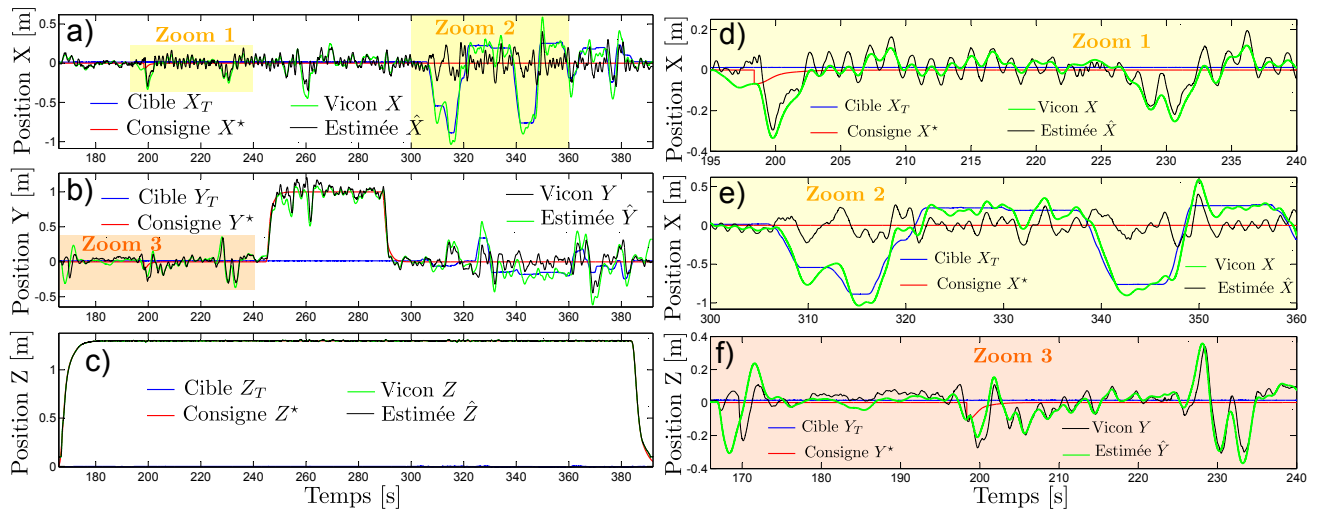 a)
Position X [m]
Zoom 1
Zoom 2
0.5
0
-0.5
-1
Cible X_T
Consigne X⋆
Vicon X
Estimée X̂
180 200 220 240 260 280 300 320 340 360 380
b)
Position Y [m]
Cible Y_T
Consigne Y⋆
Vicon Y
Estimée Ŷ
Zoom 3
1
0.5
0
-0.5
180 200 220 240 260 280 300 320 340 360 380
c)
Position Z [m]
Cible Z_T
Consigne Z⋆
Vicon Z
Estimée Ẑ
1
0.5
0
180 200 220 240 260 280 300 320 340 360 380
Temps [s]
d)
Position X [m]
Zoom 1
0.2
0
-0.2
0.4
Cible X_T
Consigne X⋆
Vicon X
Estimée X̂
195 200 205 210 215 220 225 230 235 240
e)
Position X [m]
Zoom 2
0.5
0
-0.5
-1
Cible X_T
Consigne X⋆
Vicon X
Estimée X̂
300 310 320 330 340 350 360
f)
Position Z [m]
Zoom 3
0.4
0.2
0
-0.2
-0.4
Cible Y_T
Consigne Y⋆
Vicon Y
Estimée Ŷ
170 180 190 200 210 220 230 240
Temps [s]